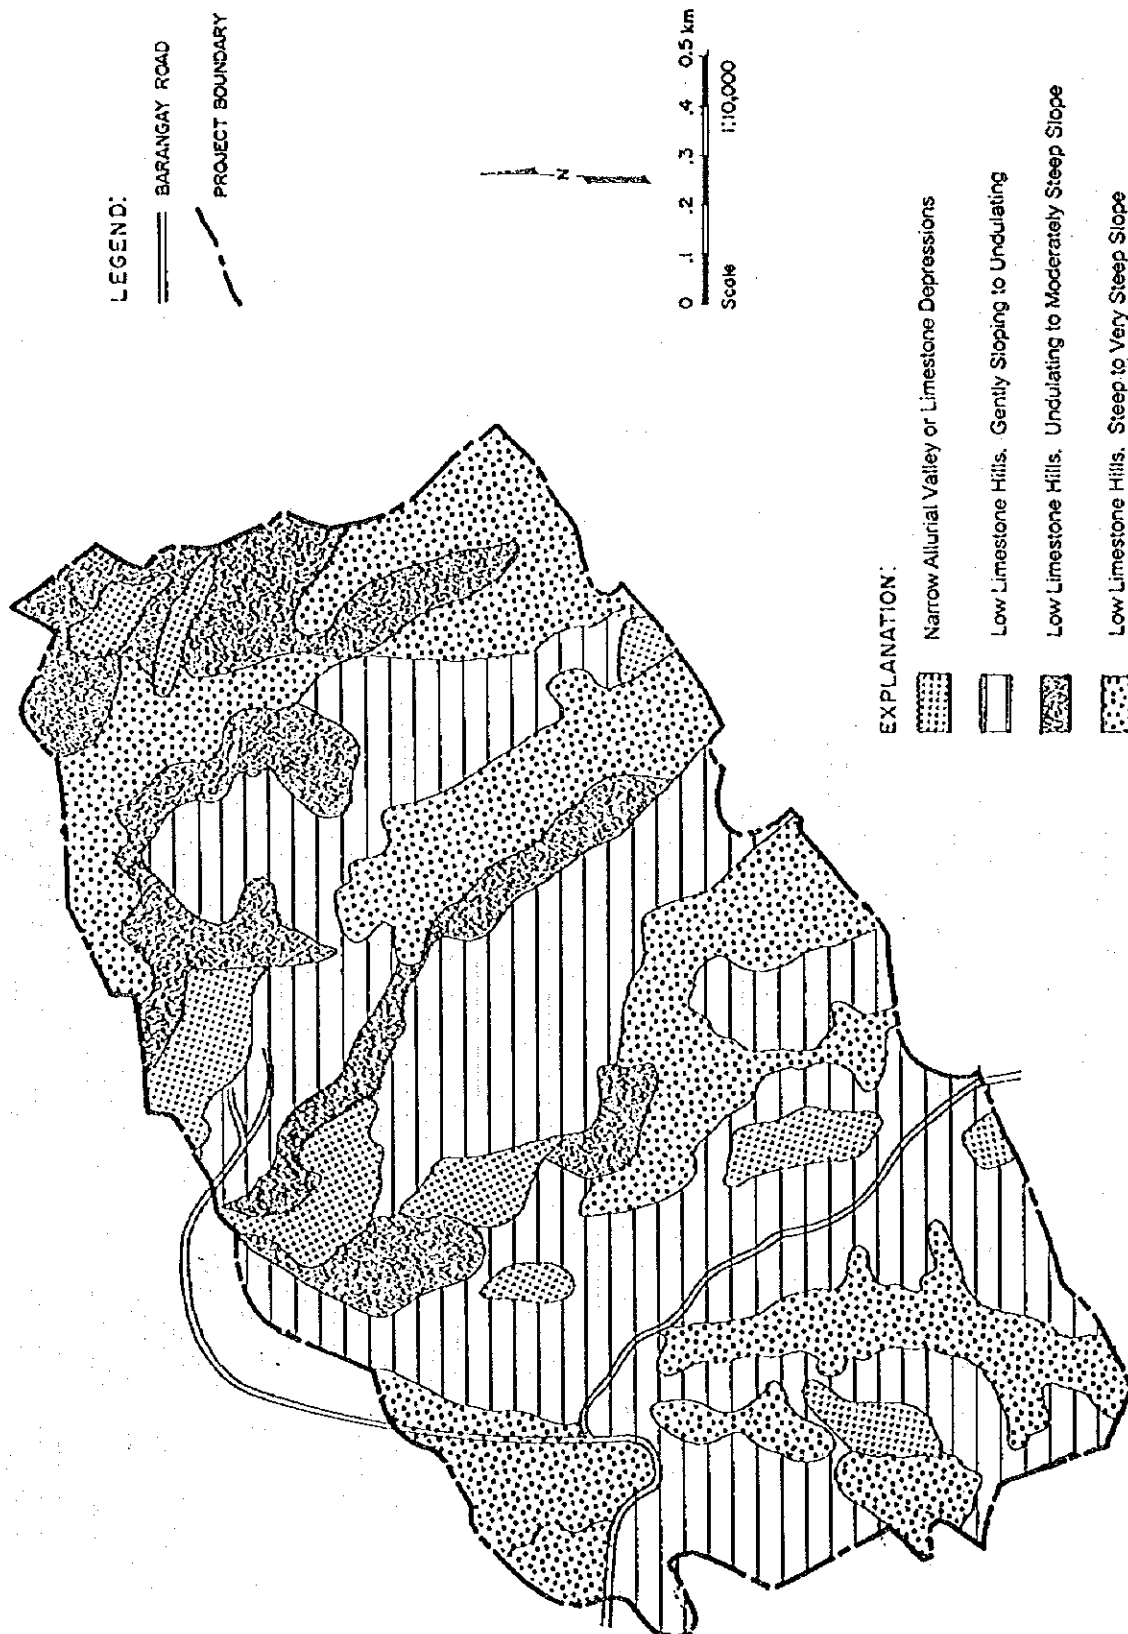 LEGEND:
BARANGAY ROAD
PROJECT BOUNDARY
N
0 .1 .2 .3 .4 0.5 km
Scale 1:10,000
EXPLANATION:
Narrow Allurial Valley or Limestone Depressions
Low Limestone Hills. Gently Sloping to Undulating
Low Limestone Hills. Undulating to Moderately Steep Slope
Low Limestone Hills. Steep to Very Steep Slope